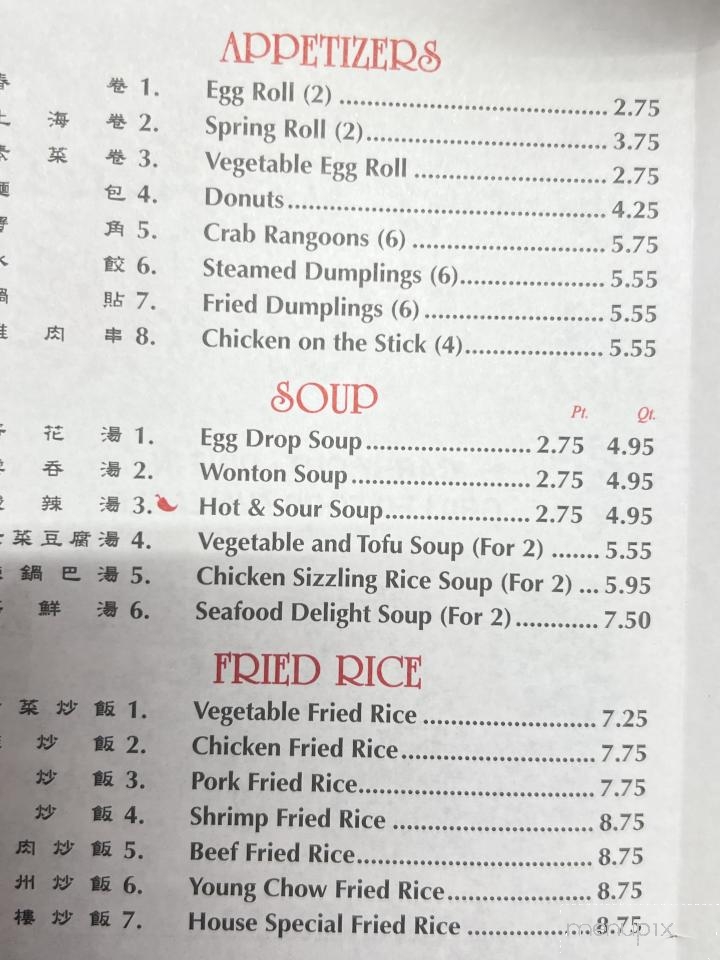 APPETIZERS
卷 1. Egg Roll (2) ........ 2.75
海 卷 2. Spring Roll (2) ........ 3.75
菜 卷 3. Vegetable Egg Roll ........ 2.75
包 4. Donuts ........ 4.25
角 5. Crab Rangoons (6) ........ 5.75
餃 6. Steamed Dumplings (6) ........ 5.55
貼 7. Fried Dumplings (6) ........ 5.55
肉 串 8. Chicken on the Stick (4) ........ 5.55
SOUP Pt. Qt.
花 湯 1. Egg Drop Soup ........ 2.75 4.95
吞 湯 2. Wonton Soup ........ 2.75 4.95
辣 湯 3. Hot & Sour Soup ........ 2.75 4.95
菜 豆 腐 湯 4. Vegetable and Tofu Soup (For 2) ....... 5.55
鍋 巴 湯 5. Chicken Sizzling Rice Soup (For 2) ... 5.95
鮮 湯 6. Seafood Delight Soup (For 2) ........ 7.50
FRIED RICE
菜 炒 飯 1. Vegetable Fried Rice ........ 7.25
炒 飯 2. Chicken Fried Rice ........ 7.75
炒 飯 3. Pork Fried Rice ........ 7.75
炒 飯 4. Shrimp Fried Rice ........ 8.75
肉 炒 飯 5. Beef Fried Rice ........ 8.75
州 炒 飯 6. Young Chow Fried Rice ........ 8.75
樓 炒 飯 7. House Special Fried Rice ........ 8.75
menupix